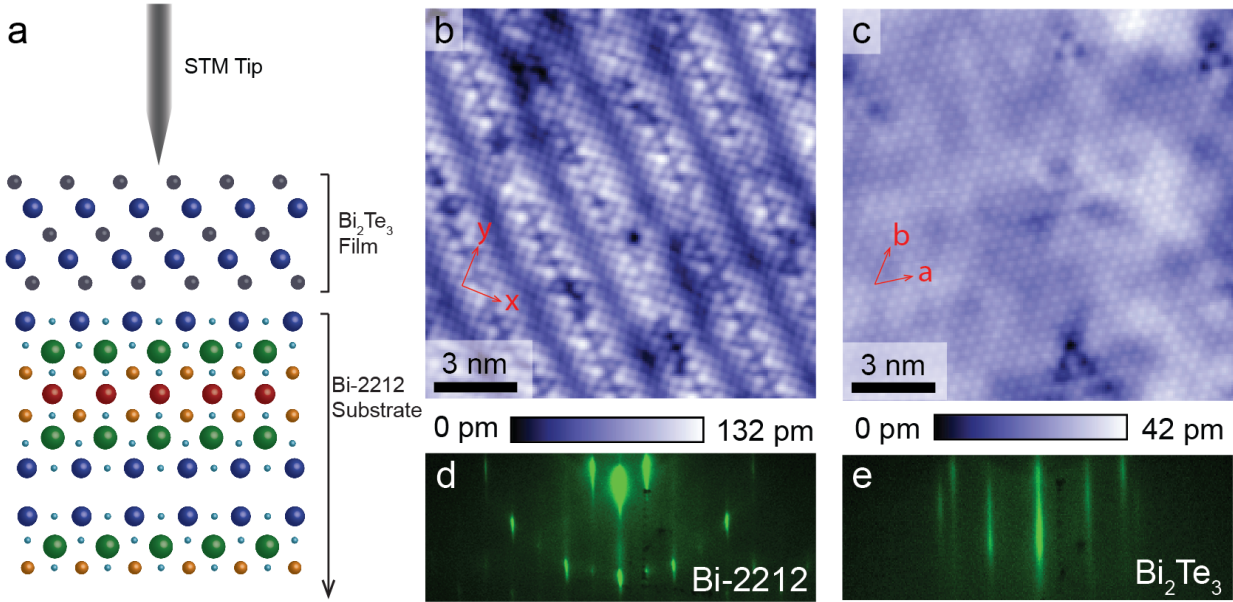 a
STM Tip
Bi₂Te₃
Film
Bi-2212
Substrate
b
y
x
3 nm
0 pm
132 pm
c
b
a
3 nm
0 pm
42 pm
d
Bi-2212
e
Bi₂Te₃